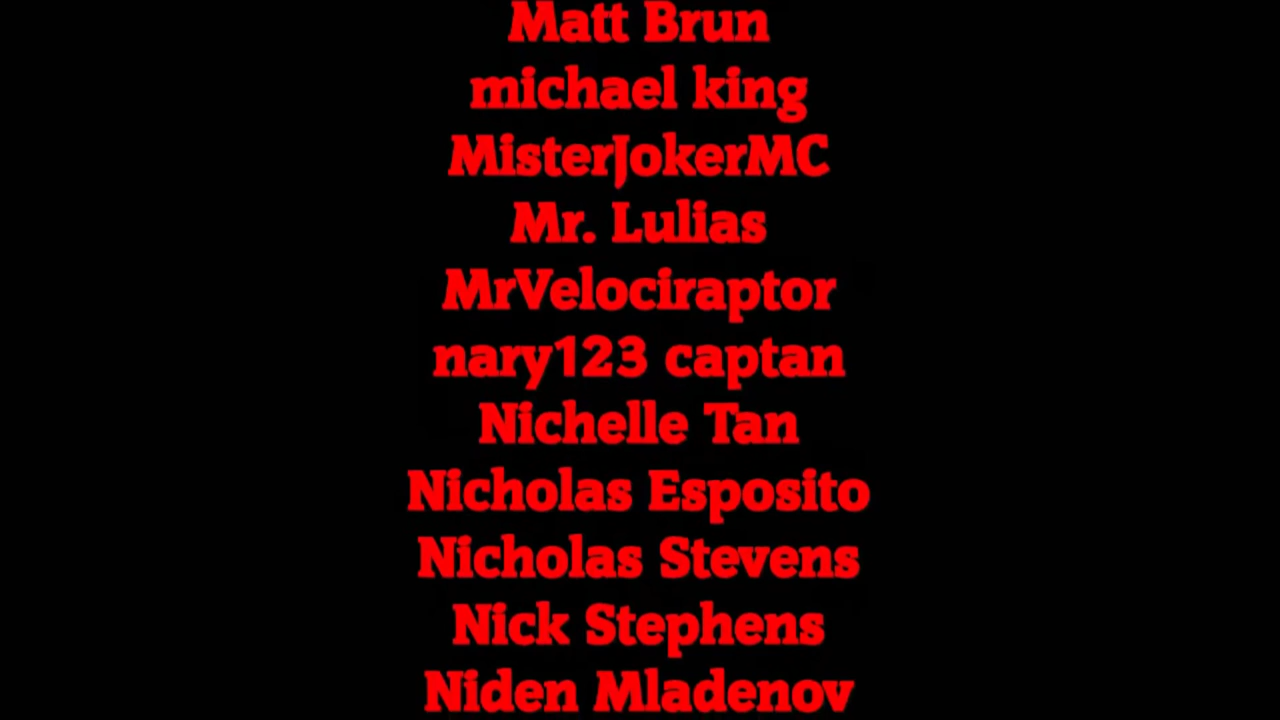 Matt Brun
michael king
MisterJokerMC
Mr. Lulias
MrVelociraptor
nary123 captan
Nichelle Tan
Nicholas Esposito
Nicholas Stevens
Nick Stephens
Niden Mladenov